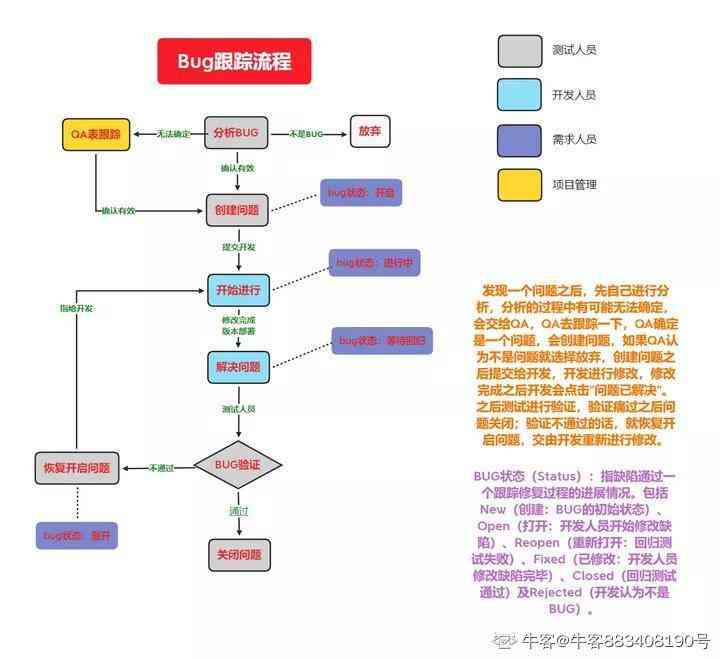 Bug跟踪流程
测试人员
开发人员
需求人员
项目管理
QA表跟踪
无法确定
分析BUG
不是BUG
放弃
确认有效
确认有效
创建问题
bug状态：开启
提交开发
开始进行
bug状态：进行中
指给开发
修改完成
版本部署
解决问题
bug状态：等待回归
测试人员
BUG验证
不通过
恢复开启问题
通过
bug状态：重开
关闭问题
发现一个问题之后，先自己进行分
析，分析的过程中有可能无法确定，
会交给QA，QA去跟踪一下，QA确定
是一个问题，会创建问题，如果QA认
为不是问题就选择放弃，创建问题之
后提交给开发，开发进行修改，修改
完成之后开发会点击“问题已解决”。
之后测试进行验证，验证痛过之后问
题关闭；验证不通过的话，就恢复开
启问题，交由开发重新进行修改。
BUG状态（Status）：指缺陷通过一
个跟踪修复过程的进展情况。包括
New（创建：BUG的初始状态）、
Open（打开：开发人员开始修改缺
陷）、Reopen（重新打开：回归测
试失败）、Fixed（已修改：开发人员
修改缺陷完毕）、Closed（回归测试
通过）及Rejected（开发认为不是
BUG）。
牛客@牛客883408190号